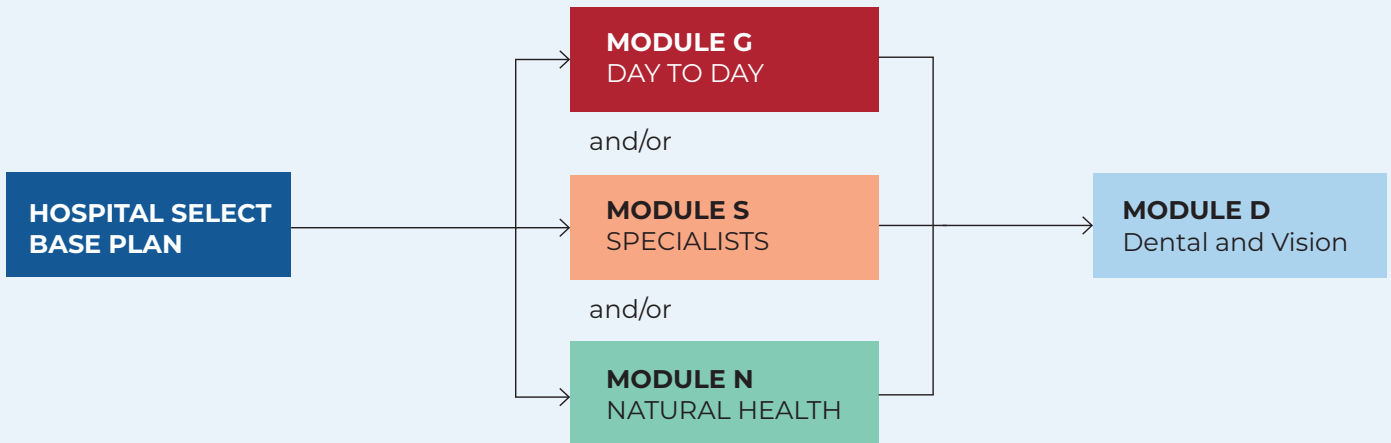 HOSPITAL SELECT
BASE PLAN
MODULE G
DAY TO DAY
and/or
MODULE S
SPECIALISTS
and/or
MODULE N
NATURAL HEALTH
MODULE D
Dental and Vision